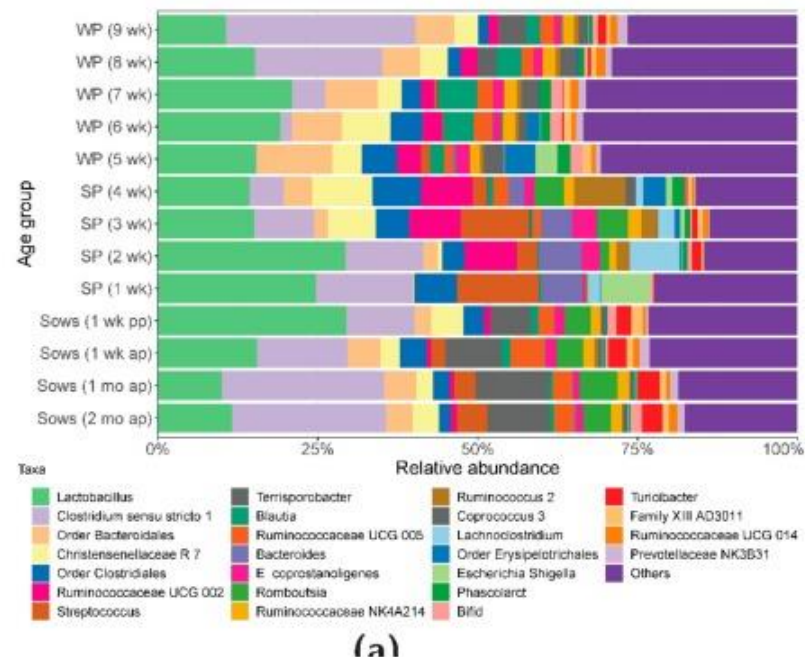 WP (9 wk)
WP (8 wk)
WP (7 wk)
WP (6 wk)
WP (5 wk)
SP (4 wk)
SP (3 wk)
SP (2 wk)
SP (1 wk)
Sows (1 wk pp)
Sows (1 wk ap)
Sows (1 mo ap)
Sows (2 mo ap)
Age group
0% 25% 50% 75% 100%
Relative abundance
Taxa
Lactobacillus
Clostridium sensu stricto 1
Order Bacteroidales
Christensenellaceae R 7
Order Clostridiales
Ruminococcaceae UCG 002
Streptococcus
Terrisporobacter
Blautia
Ruminococcaceae UCG 005
Bacteroides
E coprostanoligenes
Romboutsia
Ruminococcaceae NK4A214
Ruminococcus 2
Coprococcus 3
Lachnoclostridium
Order Erysipelotrichales
Escherichia Shigella
Phascolarct
Bifid
Turicibacter
Family XIII AD3011
Ruminococcaceae UCG 014
Prevotellaceae NK3B31
Others
(a)